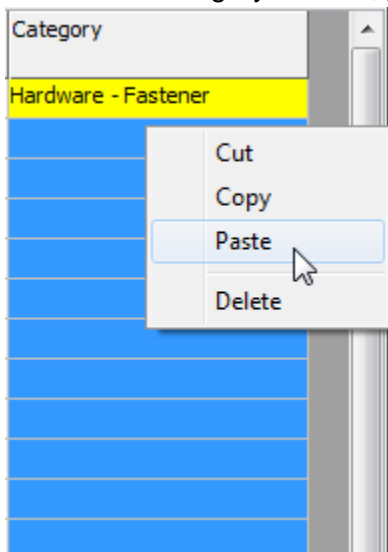 Category
Hardware - Fastener
Cut
Copy
Paste
Delete